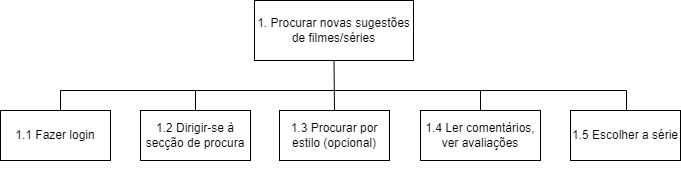 1. Procurar novas sugestões
de filmes/séries
1.1 Fazer login
1.2 Dirigir-se à
secção de procura
1.3 Procurar por
estilo (opcional)
1.4 Ler comentários,
ver avaliações
1.5 Escolher a série